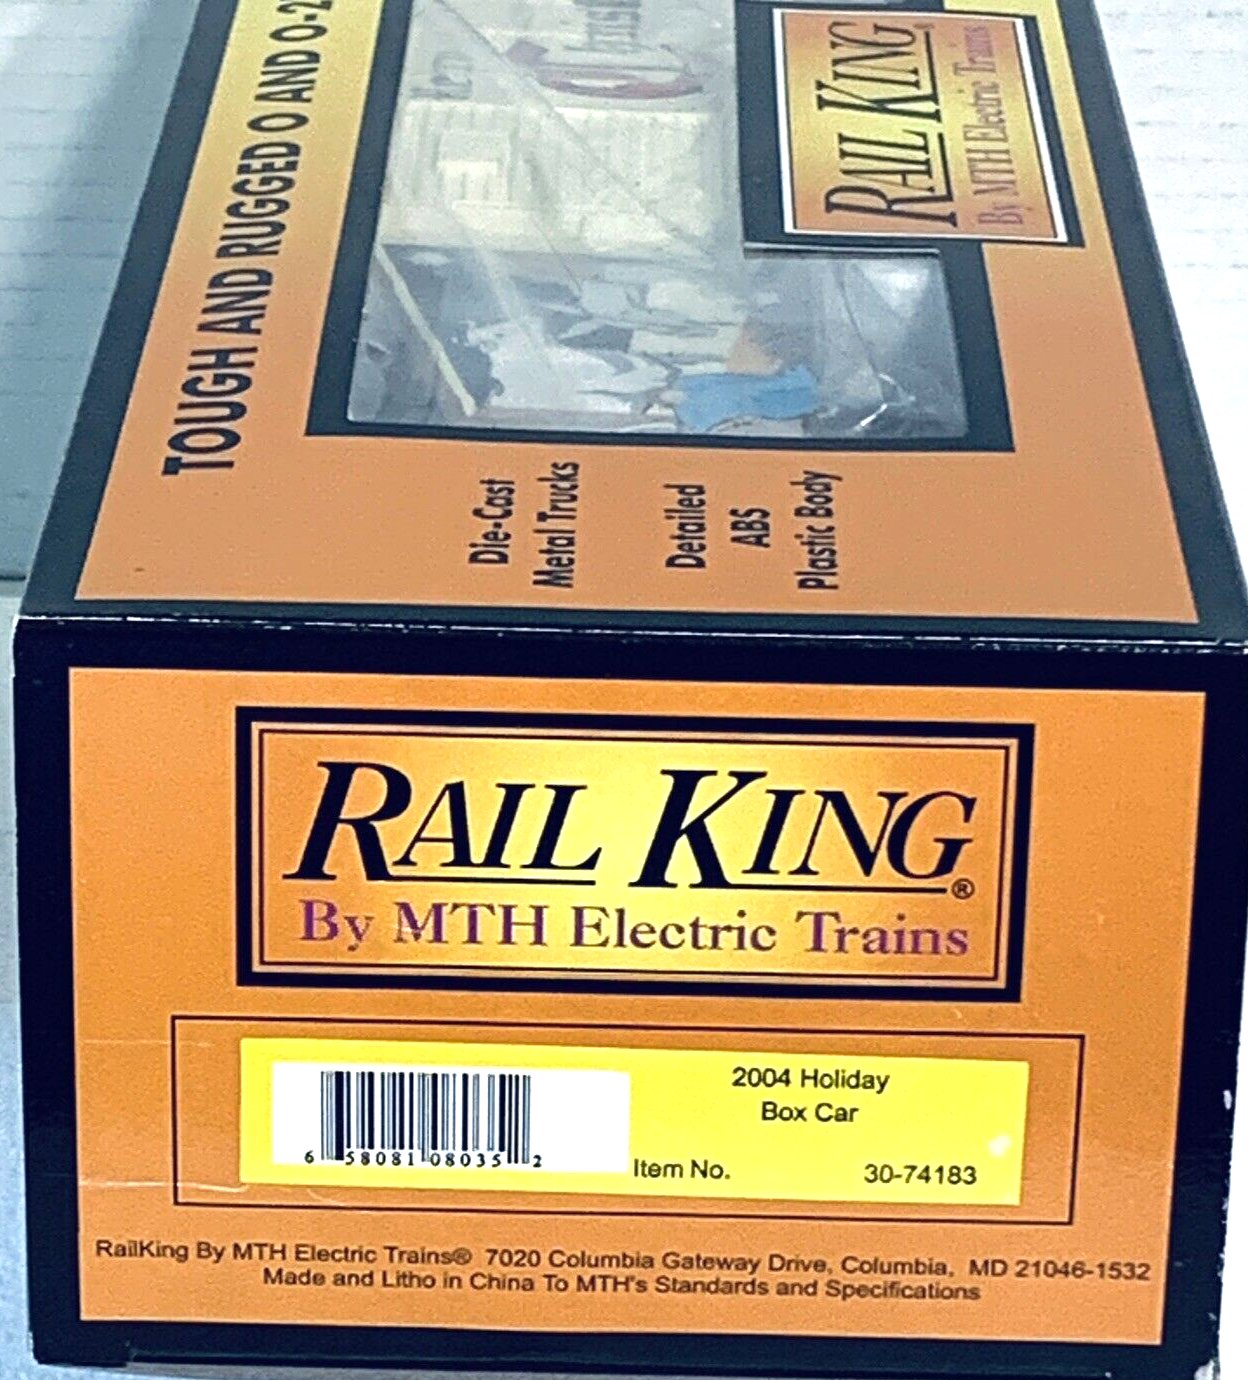 TOUGH AND RUGGED O AND O-2
RAIL KING
By MTH Electric Trains
Die-Cast
Metal Trucks
Detailed
ABS
Plastic Body
RAIL KING®
By MTH Electric Trains
2004 Holiday
Box Car
6 58081 08035 2
Item No. 30-74183
RailKing By MTH Electric Trains® 7020 Columbia Gateway Drive, Columbia, MD 21046-1532
Made and Litho in China To MTH's Standards and Specifications